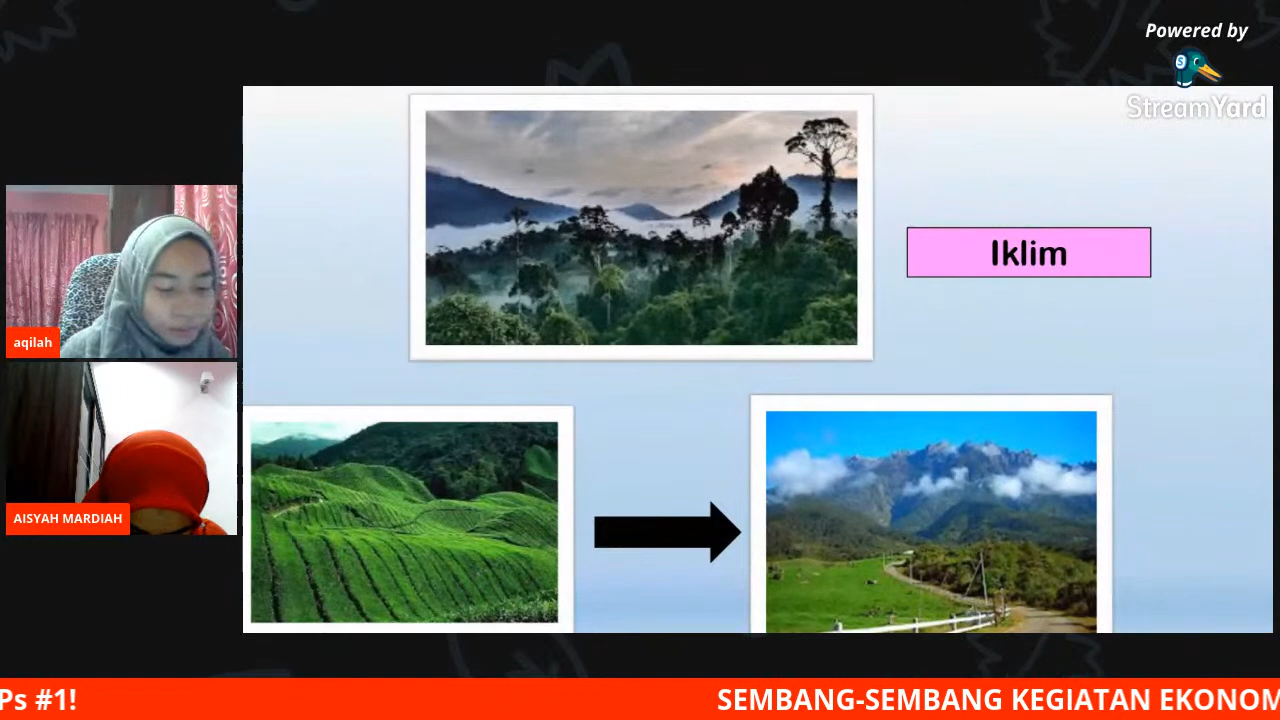 Powered by
StreamYard
Iklim
aqilah
AISYAH MARDIAH
Ps #1!
SEMBANG-SEMBANG KEGIATAN EKONOM